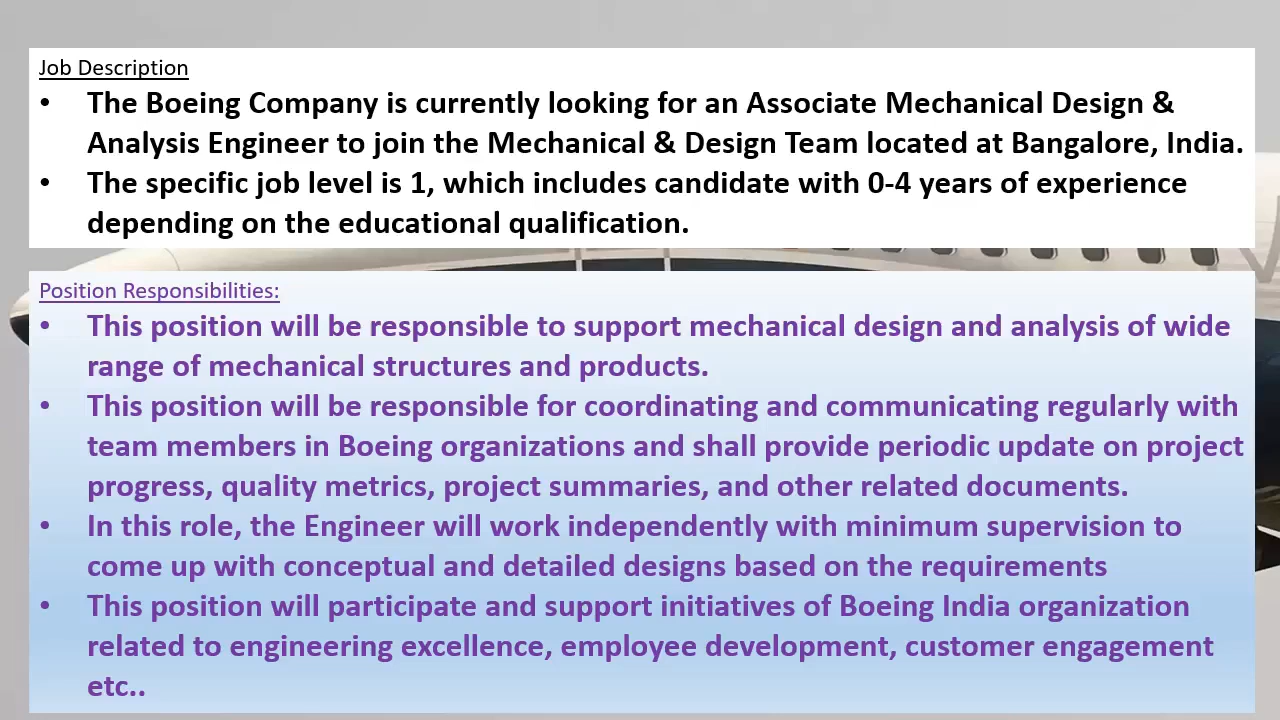 Job Description
• The Boeing Company is currently looking for an Associate Mechanical Design &
Analysis Engineer to join the Mechanical & Design Team located at Bangalore, India.
• The specific job level is 1, which includes candidate with 0-4 years of experience
depending on the educational qualification.
Position Responsibilities:
• This position will be responsible to support mechanical design and analysis of wide
range of mechanical structures and products.
• This position will be responsible for coordinating and communicating regularly with
team members in Boeing organizations and shall provide periodic update on project
progress, quality metrics, project summaries, and other related documents.
• In this role, the Engineer will work independently with minimum supervision to
come up with conceptual and detailed designs based on the requirements
• This position will participate and support initiatives of Boeing India organization
related to engineering excellence, employee development, customer engagement
etc..